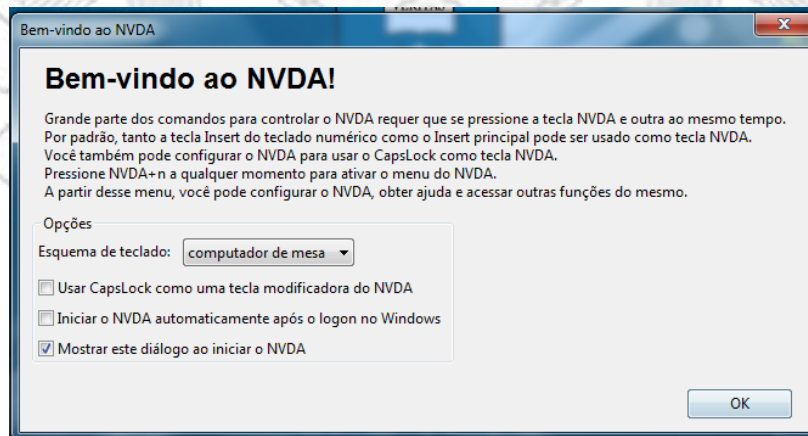 VERITAS
Bem-vindo ao NVDA
Bem-vindo ao NVDA!
Grande parte dos comandos para controlar o NVDA requer que se pressione a tecla NVDA e outra ao mesmo tempo.
Por padrão, tanto a tecla Insert do teclado numérico como o Insert principal pode ser usado como tecla NVDA.
Você também pode configurar o NVDA para usar o CapsLock como tecla NVDA.
Pressione NVDA+n a qualquer momento para ativar o menu do NVDA.
A partir desse menu, você pode configurar o NVDA, obter ajuda e acessar outras funções do mesmo.
Opções
Esquema de teclado: computador de mesa
Usar CapsLock como uma tecla modificadora do NVDA
Iniciar o NVDA automaticamente após o logon no Windows
Mostrar este diálogo ao iniciar o NVDA
OK